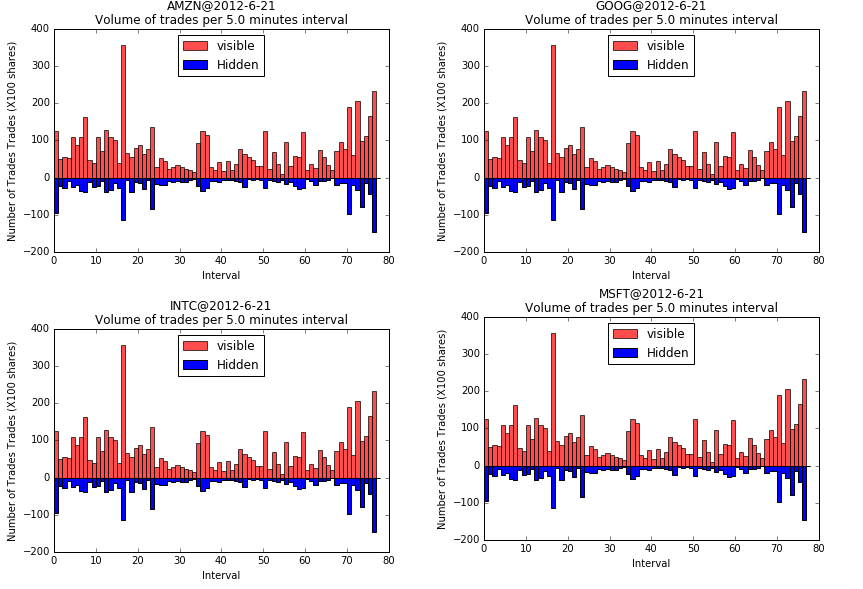 AMZN@2012-6-21
Volume of trades per 5.0 minutes interval
Number of Trades Trades (X100 shares)
400
300
200
100
0
−100
−200
visible
Hidden
0 10 20 30 40 50 60 70 80
Interval
GOOG@2012-6-21
Volume of trades per 5.0 minutes interval
Number of Trades Trades (X100 shares)
400
300
200
100
0
−100
−200
visible
Hidden
0 10 20 30 40 50 60 70 80
Interval
INTC@2012-6-21
Volume of trades per 5.0 minutes interval
Number of Trades Trades (X100 shares)
400
300
200
100
0
−100
−200
visible
Hidden
0 10 20 30 40 50 60 70 80
Interval
MSFT@2012-6-21
Volume of trades per 5.0 minutes interval
Number of Trades Trades (X100 shares)
400
300
200
100
0
−100
−200
visible
Hidden
0 10 20 30 40 50 60 70 80
Interval